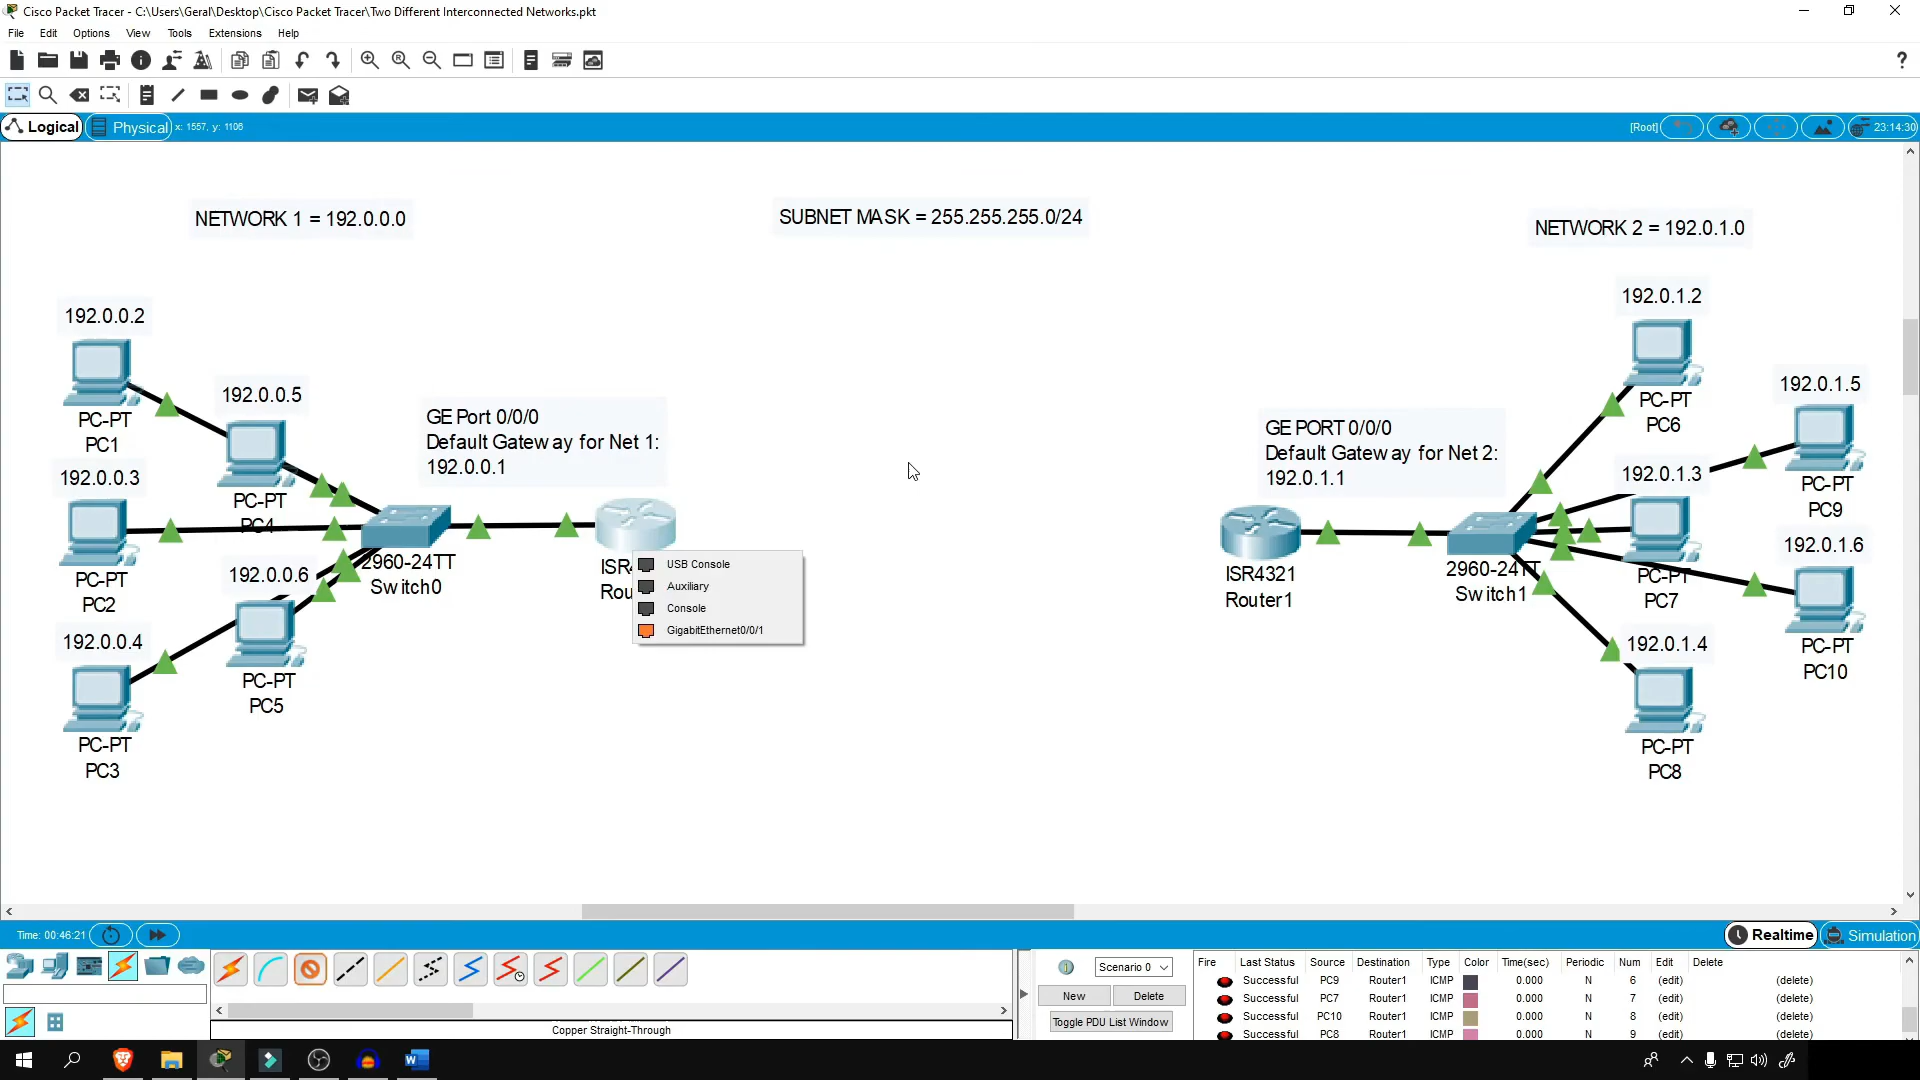 Cisco Packet Tracer - C:\Users\Geral\Desktop\Cisco Packet Tracer\Two Different Interconnected Networks.pkt
File Edit Options View Tools Extensions Help
Logical Physical x: 1557, y: 1106 [Root] 23:14:30
NETWORK 1 = 192.0.0.0
SUBNET MASK = 255.255.255.0/24
NETWORK 2 = 192.0.1.0
192.0.0.2
PC-PT
PC1
192.0.0.5
PC-PT
PC4
192.0.0.3
PC-PT
PC2
192.0.0.6
PC-PT
PC5
192.0.0.4
PC-PT
PC3
2960-24TT
Switch0
GE Port 0/0/0
Default Gateway for Net 1:
192.0.0.1
ISR4
Rou
USB Console
Auxiliary
Console
GigabitEthernet0/0/1
GE PORT 0/0/0
Default Gateway for Net 2:
192.0.1.1
ISR4321
Router1
2960-24TT
Switch1
192.0.1.2
PC-PT
PC6
192.0.1.5
PC-PT
PC9
192.0.1.3
PC-PT
PC7
192.0.1.6
PC-PT
PC10
192.0.1.4
PC-PT
PC8
Time: 00:46:21 Realtime Simulation
Copper Straight-Through
Scenario 0
New Delete
Toggle PDU List Window
Fire Last Status Source Destination Type Color Time(sec) Periodic Num Edit Delete
Successful PC9 Router1 ICMP 0.000 N 6 (edit) (delete)
Successful PC7 Router1 ICMP 0.000 N 7 (edit) (delete)
Successful PC10 Router1 ICMP 0.000 N 8 (edit) (delete)
Successful PC8 Router1 ICMP 0.000 N 9 (edit) (delete)